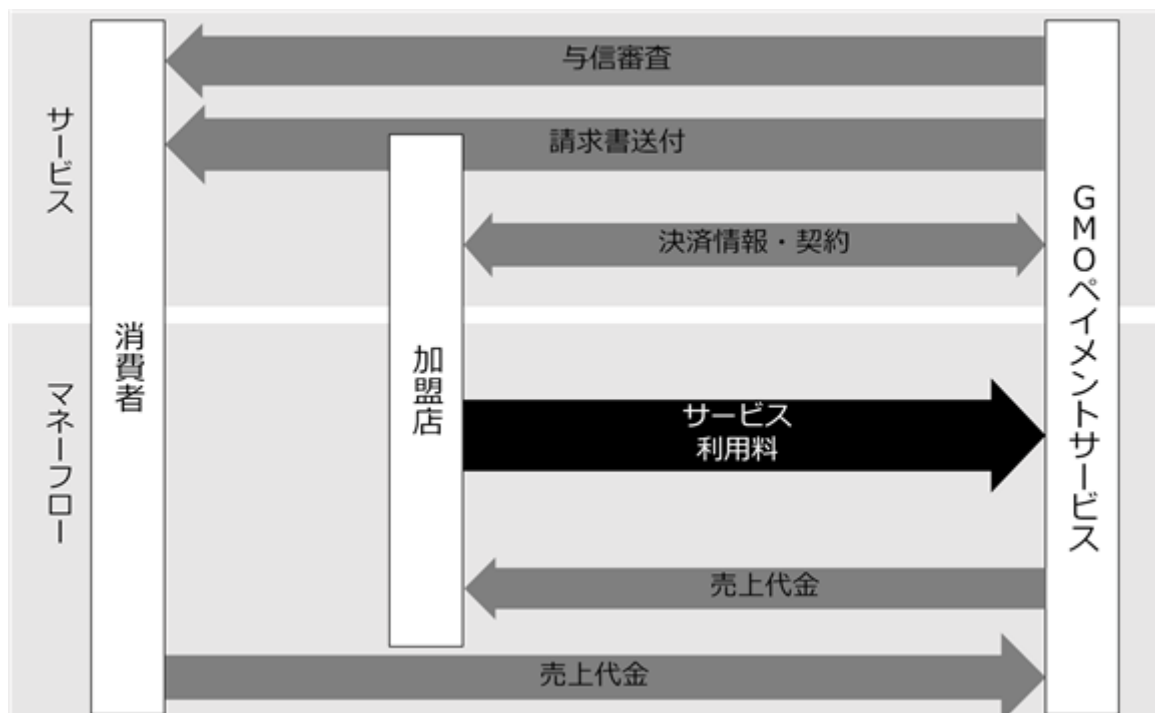 与信審査
請求書送付
決済情報・契約
サービス
消費者
加盟店
GMOペイメントサービス
マネーフロー
サービス
利用料
売上代金
売上代金